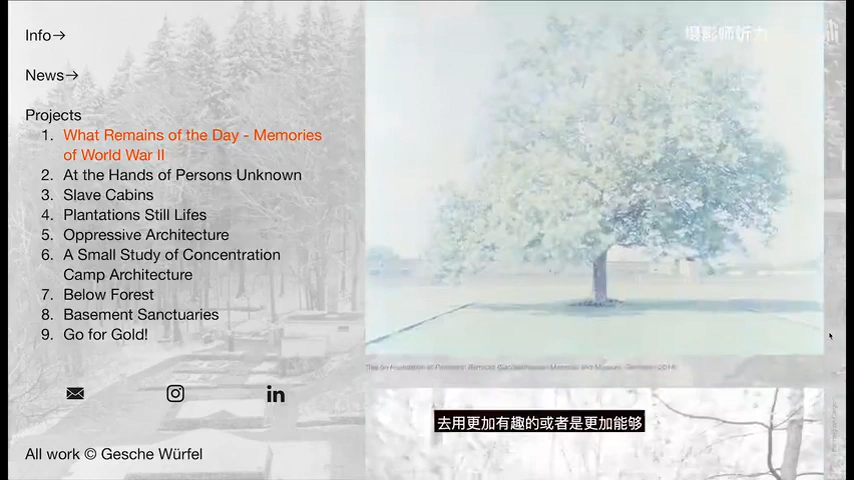 Info→
News→
Projects
1. What Remains of the Day - Memories
of World War II
2. At the Hands of Persons Unknown
3. Slave Cabins
4. Plantations Still Lifes
5. Oppressive Architecture
6. A Small Study of Concentration
Camp Architecture
7. Below Forest
8. Basement Sanctuaries
9. Go for Gold!
All work © Gesche Würfel
摄影师听力
去用更加有趣的或者是更加能够